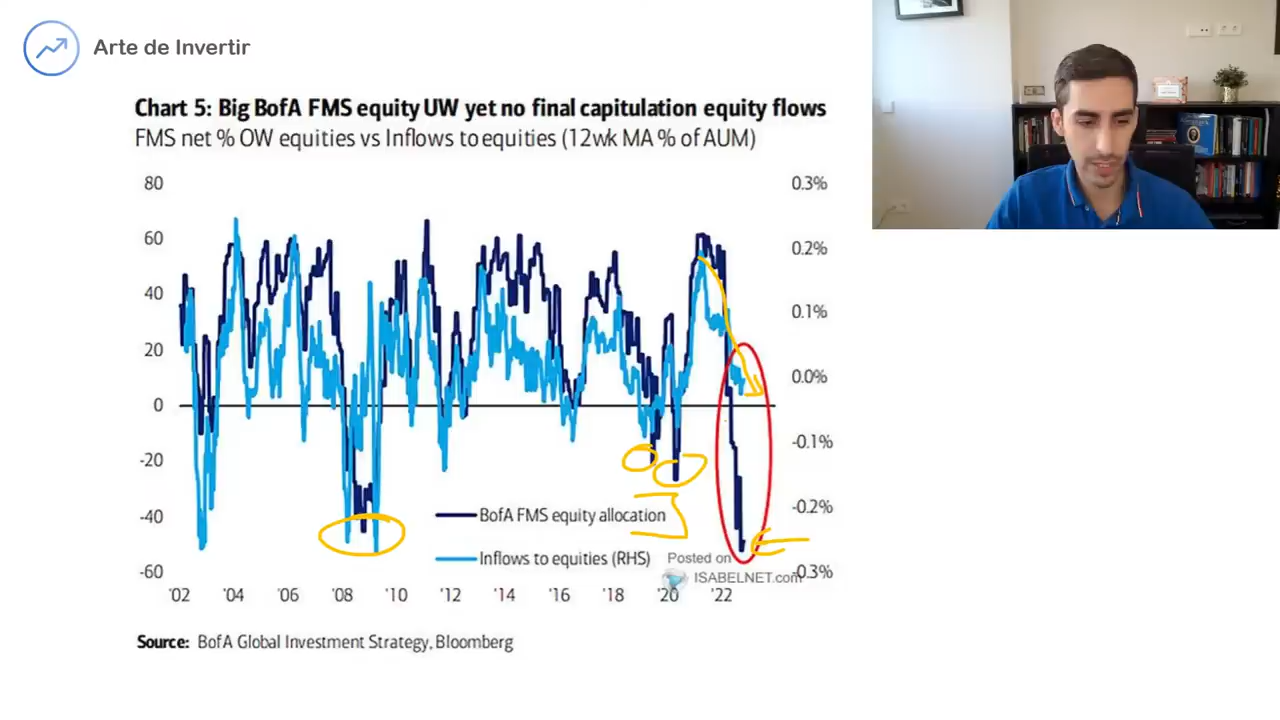 Arte de Invertir
Chart 5: Big BofA FMS equity UW yet no final capitulation equity flows
FMS net % OW equities vs Inflows to equities (12wk MA % of AUM)
80
60
40
20
0
-20
-40
-60
0.3%
0.2%
0.1%
0.0%
-0.1%
-0.2%
-0.3%
BofA FMS equity allocation
Inflows to equities (RHS)
Posted on
ISABELNET.com
'02 '04 '06 '08 '10 '12 '14 '16 '18 '20 '22
Source: BofA Global Investment Strategy, Bloomberg